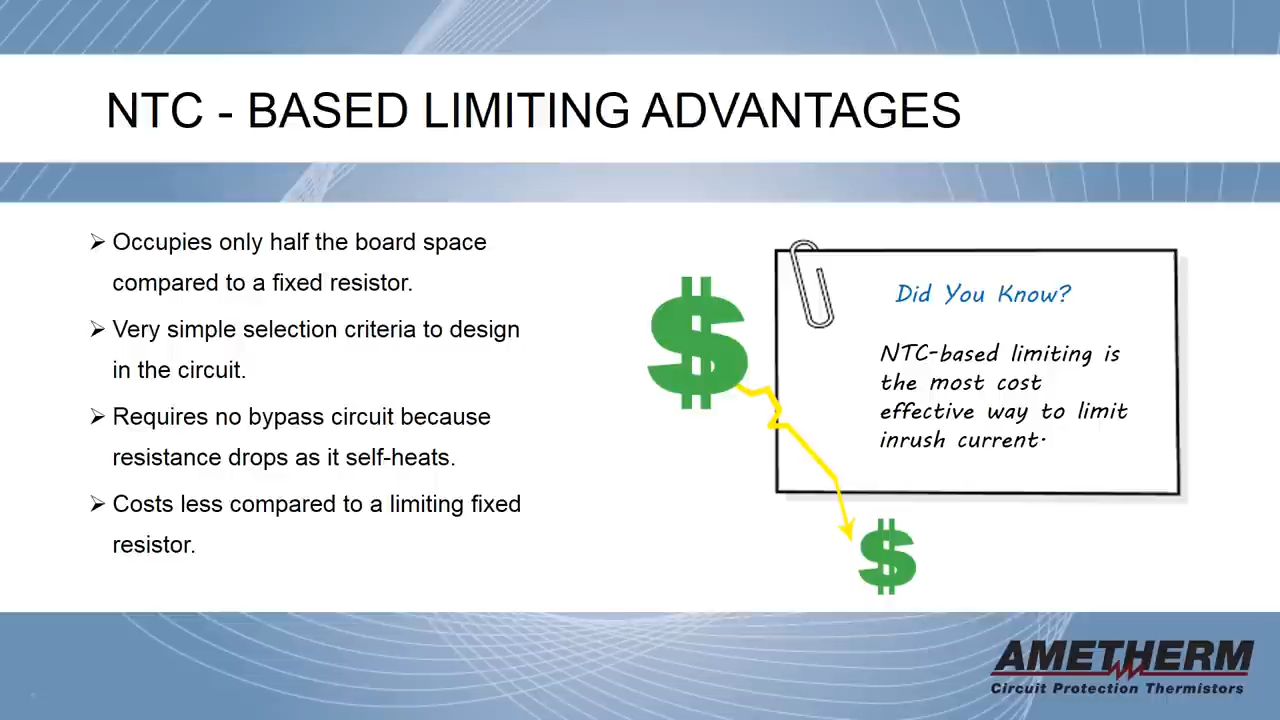 NTC - BASED LIMITING ADVANTAGES
➢ Occupies only half the board space
compared to a fixed resistor.
➢ Very simple selection criteria to design
in the circuit.
➢ Requires no bypass circuit because
resistance drops as it self-heats.
➢ Costs less compared to a limiting fixed
resistor.
$
Did You Know?
NTC-based limiting is
the most cost
effective way to limit
inrush current.
$
AMETHERM
Circuit Protection Thermistors